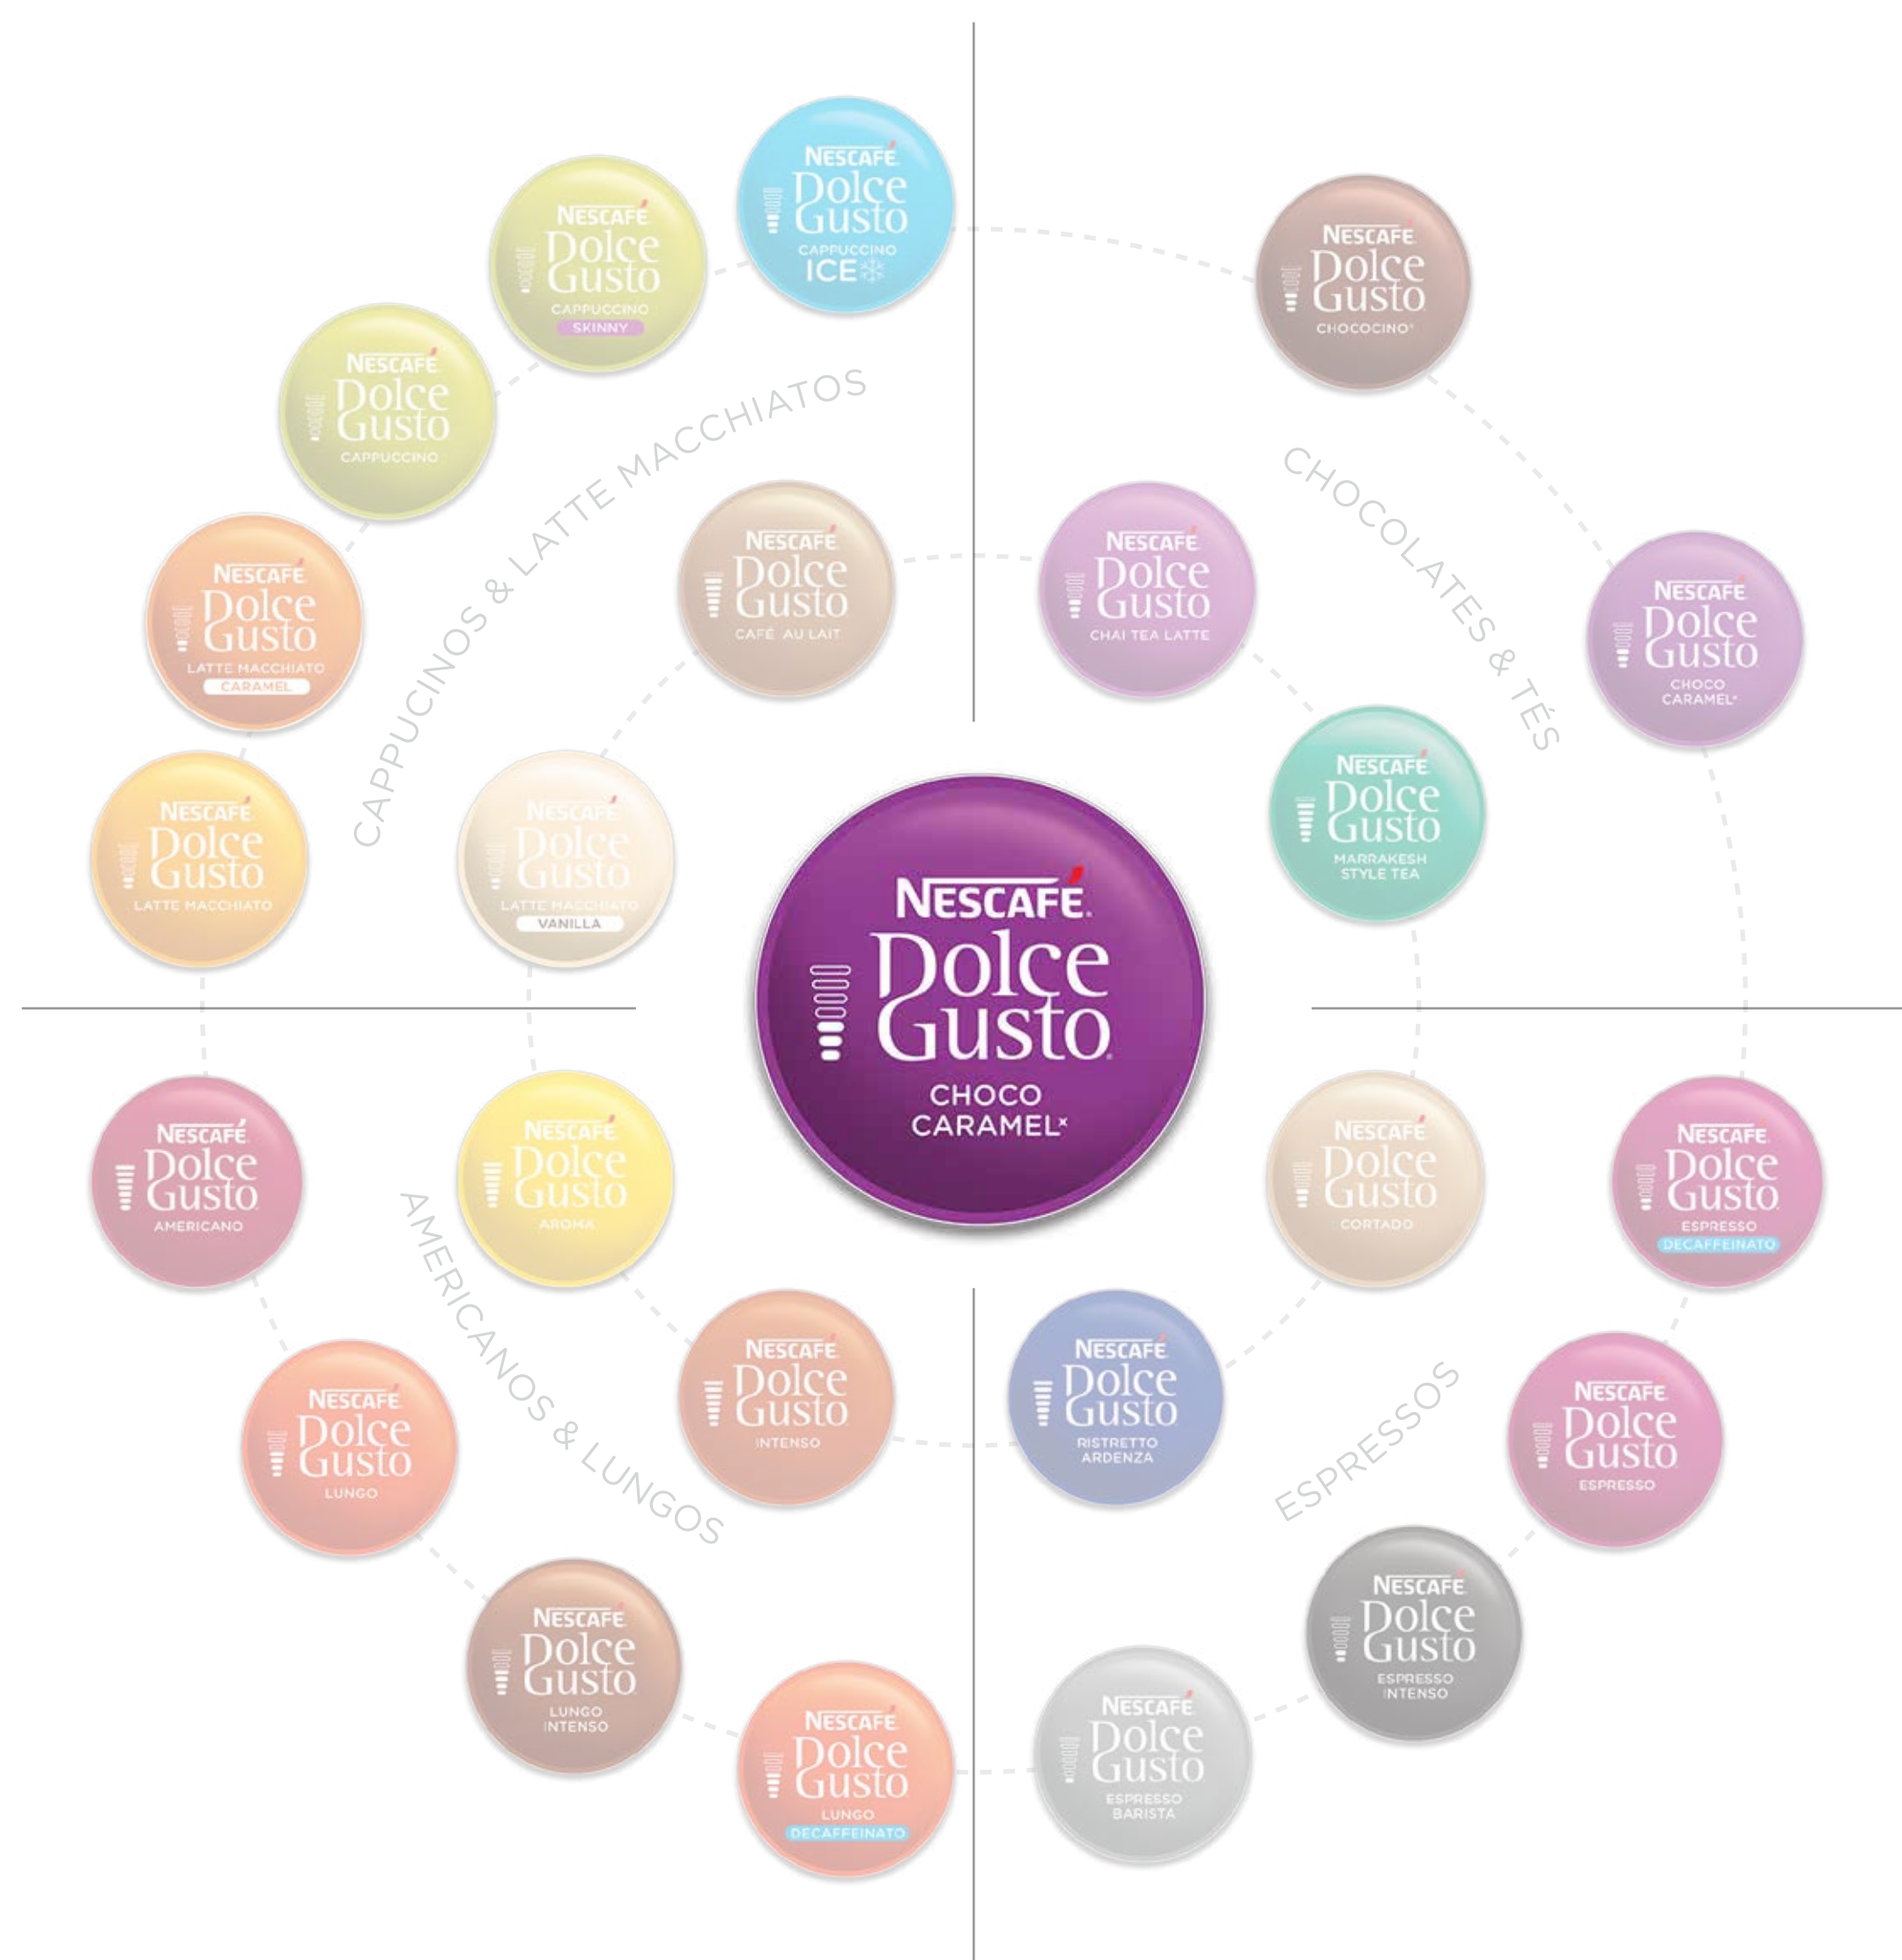 NESCAFÉ
Dolce
Gusto
CAPPUCCINO
ICE
NESCAFÉ
Dolce
Gusto
CAPPUCCINO
SKINNY
NESCAFÉ
Dolce
Gusto
CAPPUCCINO
NESCAFÉ
Dolce
Gusto
LATTE MACCHIATO
CARAMEL
NESCAFÉ
Dolce
Gusto
LATTE MACCHIATO
CAPPUCINOS & LATTE MACCHIATOS
NESCAFÉ
Dolce
Gusto
CAFÉ AU LAIT
NESCAFÉ
Dolce
Gusto
LATTE MACCHIATO
VANILLA
NESCAFÉ
Dolce
Gusto
CHOCOCINO*
CHOCOLATES & TÉS
NESCAFÉ
Dolce
Gusto
CHOCO
CARAMEL*
NESCAFÉ
Dolce
Gusto
CHAI TEA LATTE
NESCAFÉ
Dolce
Gusto
MARRAKESH
STYLE TEA
NESCAFÉ
Dolce
Gusto
CHOCO
CARAMEL*
NESCAFÉ
Dolce
Gusto
AMERICANO
NESCAFÉ
Dolce
Gusto
AROMA
AMERICANOS & LUNGOS
NESCAFÉ
Dolce
Gusto
INTENSO
NESCAFÉ
Dolce
Gusto
LUNGO
NESCAFÉ
Dolce
Gusto
LUNGO
INTENSO
NESCAFÉ
Dolce
Gusto
LUNGO
DECAFFEINATO
NESCAFÉ
Dolce
Gusto
CORTADO
NESCAFÉ
Dolce
Gusto
ESPRESSO
DECAFFEINATO
NESCAFÉ
Dolce
Gusto
RISTRETTO
ARDENZA
ESPRESSOS
NESCAFÉ
Dolce
Gusto
ESPRESSO
NESCAFÉ
Dolce
Gusto
ESPRESSO
INTENSO
NESCAFÉ
Dolce
Gusto
ESPRESSO
BARISTA